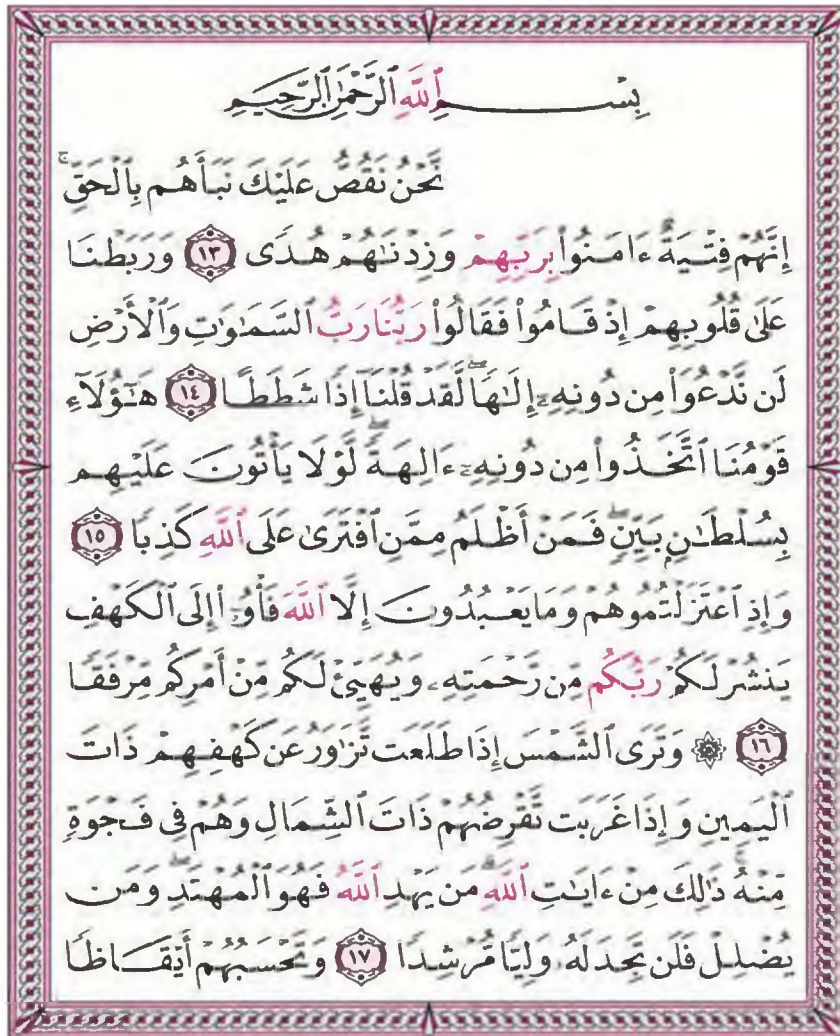 بِسْمِ ٱللَّهِ ٱلرَّحْمَٰنِ ٱلرَّحِيمِ
نَّحْنُ نَقُصُّ عَلَيْكَ نَبَأَهُم بِٱلْحَقِّ ۚ
إِنَّهُمْ فِتْيَةٌ ءَامَنُوا۟ بِرَبِّهِمْ وَزِدْنَٰهُمْ هُدًى ١٣ وَرَبَطْنَا
عَلَىٰ قُلُوبِهِمْ إِذْ قَامُوا۟ فَقَالُوا۟ رَبُّنَا رَبُّ ٱلسَّمَٰوَٰتِ وَٱلْأَرْضِ
لَن نَّدْعُوَا۟ مِن دُونِهِۦٓ إِلَٰهًا ۖ لَّقَدْ قُلْنَآ إِذًا شَطَطًا ١٤ هَٰٓؤُلَآءِ
قَوْمُنَا ٱتَّخَذُوا۟ مِن دُونِهِۦٓ ءَالِهَةً ۖ لَّوْلَا يَأْتُونَ عَلَيْهِم
بِسُلْطَٰنٍۭ بَيِّنٍ ۖ فَمَنْ أَظْلَمُ مِمَّنِ ٱفْتَرَىٰ عَلَى ٱللَّهِ كَذِبًا ١٥
وَإِذِ ٱعْتَزَلْتُمُوهُمْ وَمَا يَعْبُدُونَ إِلَّا ٱللَّهَ فَأْوُۥٓا۟ إِلَى ٱلْكَهْفِ
يَنشُرْ لَكُمْ رَبُّكُم مِّن رَّحْمَتِهِۦ وَيُهَيِّئْ لَكُم مِّنْ أَمْرِكُم مِّرْفَقًا
١٦ ۞ وَتَرَى ٱلشَّمْسَ إِذَا طَلَعَت تَّزَٰوَرُ عَن كَهْفِهِمْ ذَاتَ
ٱلْيَمِينِ وَإِذَا غَرَبَت تَّقْرِضُهُمْ ذَاتَ ٱلشِّمَالِ وَهُمْ فِى فَجْوَةٍ
مِّنْهُ ۚ ذَٰلِكَ مِنْ ءَايَٰتِ ٱللَّهِ ۗ مَن يَهْدِ ٱللَّهُ فَهُوَ ٱلْمُهْتَدِ ۖ وَمَن
يُضْلِلْ فَلَن تَجِدَ لَهُۥ وَلِيًّا مُّرْشِدًا ١٧ وَتَحْسَبُهُمْ أَيْقَاظًا